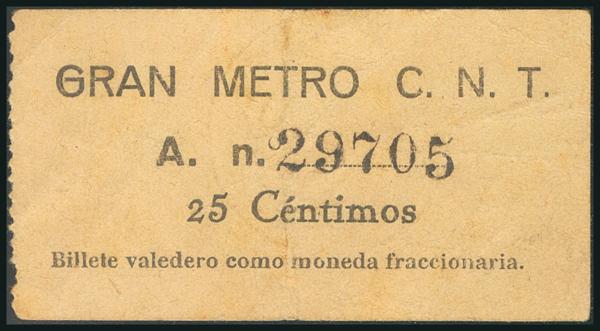 GRAN METRO C. N. T.
A. n. 29705
25 Céntimos
Billete valedero como moneda fraccionaria.